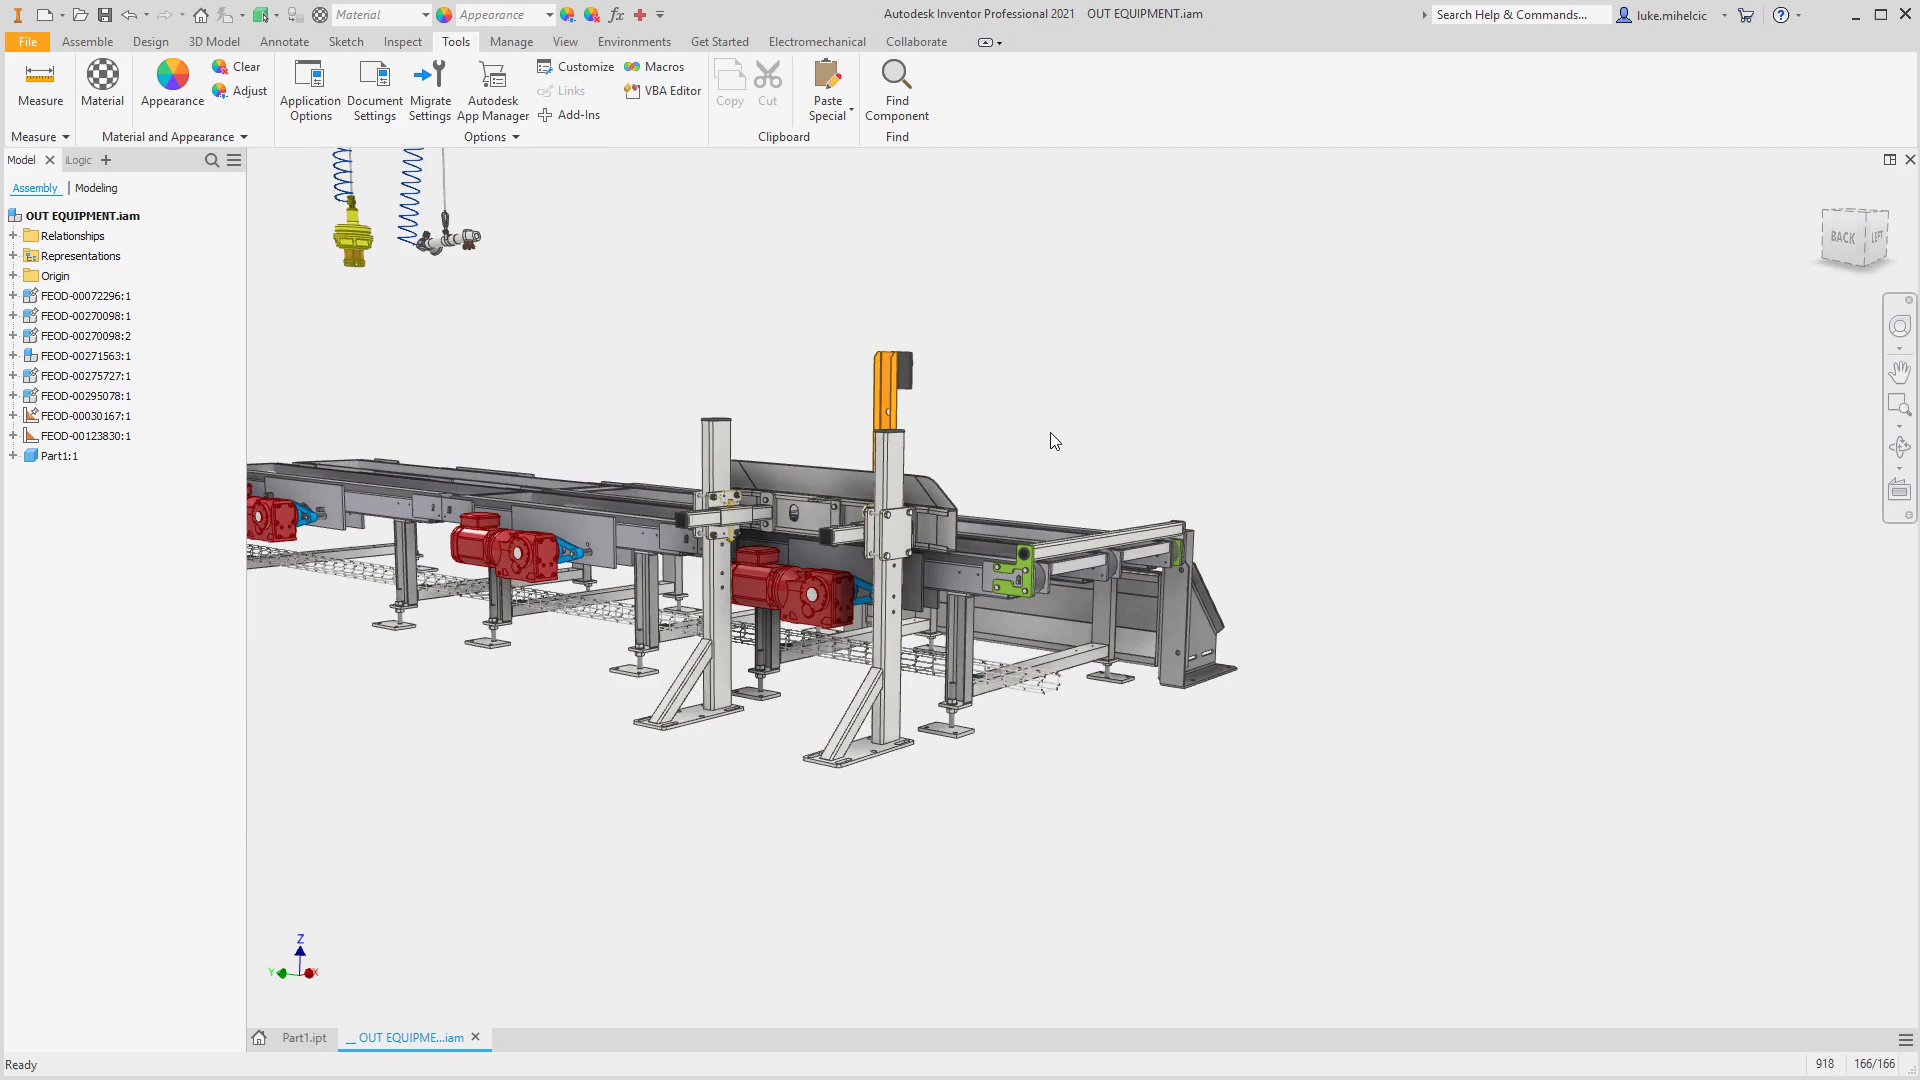 Material
Appearance
fx
Autodesk Inventor Professional 2021 OUT EQUIPMENT.iam
Search Help & Commands...
luke.mihelcic
File
Assemble
Design
3D Model
Annotate
Sketch
Inspect
Tools
Manage
View
Environments
Get Started
Electromechanical
Collaborate
Measure
Material
Appearance
Clear
Adjust
Application Options
Document Settings
Migrate Settings
Autodesk App Manager
Customize
Links
Add-Ins
Macros
VBA Editor
Copy
Cut
Paste Special
Find Component
Measure
Material and Appearance
Options
Clipboard
Find
Model
iLogic
Assembly
Modeling
OUT EQUIPMENT.iam
Relationships
Representations
Origin
FEOD-00072296:1
FEOD-00270098:1
FEOD-00270098:2
FEOD-00271563:1
FEOD-00275727:1
FEOD-00295078:1
FEOD-00030167:1
FEOD-00123830:1
Part1:1
BACK
LEFT
Z
Y
X
Part1.ipt
__ OUT EQUIPME...iam
Ready
918
166/166